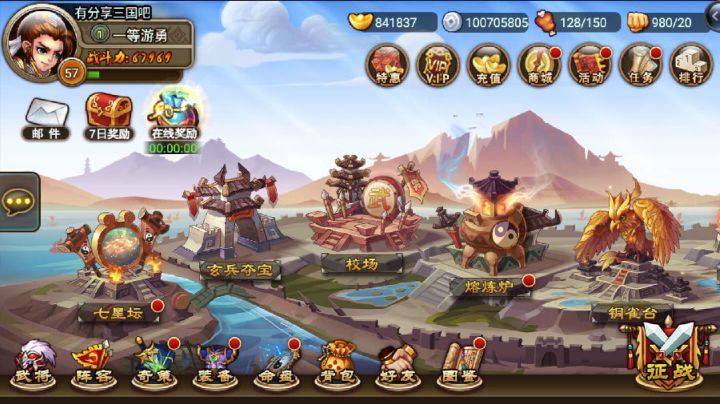 有分享三国吧
① 一等游勇
战斗力:67969
57
841837
100705805
128/150
980/20
特惠
VIP
V.I.P
充值
商城
活动
任务
排行
邮件
7日奖励
在线奖励
00:00:00
武
七星坛
玄兵夺宝
校场
熔炼炉
铜雀台
武将
阵容
奇策
装备
命盘
背包
好友
图鉴
征战